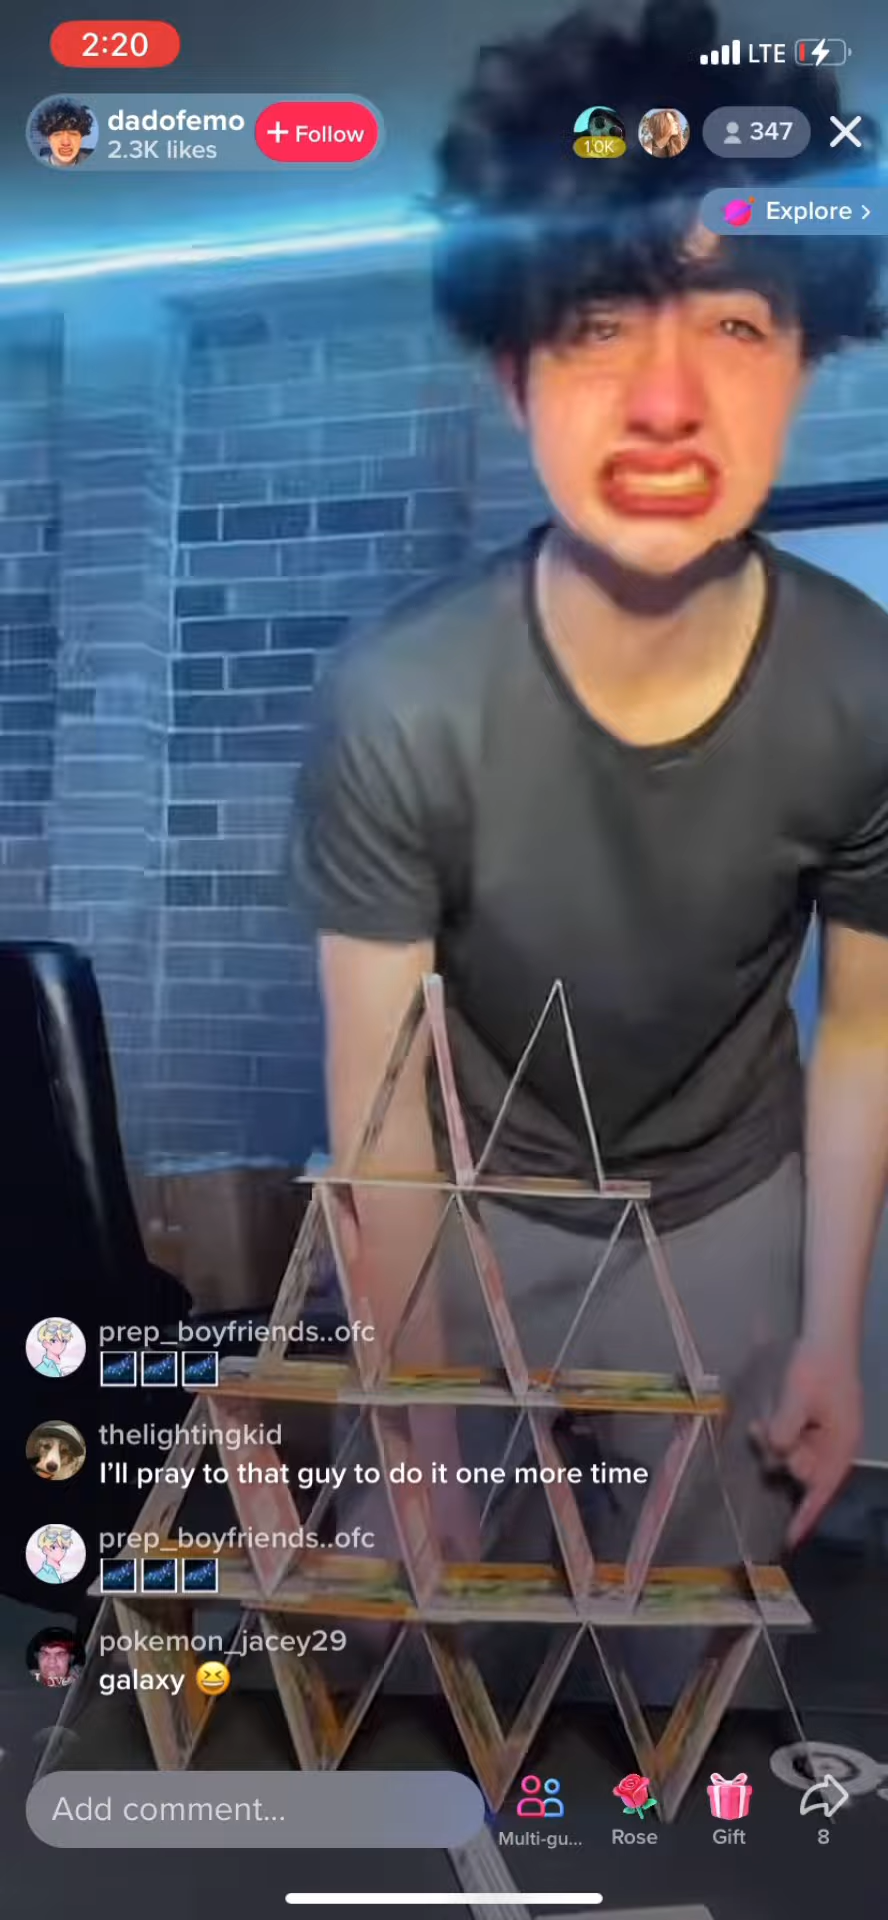 2:20
LTE
dadofemo
2.3K likes
+ Follow
1.0K
347
Explore >
prep_boyfriends..ofc
🌌🌌🌌
thelightingkid
I'll pray to that guy to do it one more time
prep_boyfriends..ofc
🌌🌌🌌
pokemon_jacey29
galaxy 😆
Add comment...
Multi-gu...
Rose
Gift
8